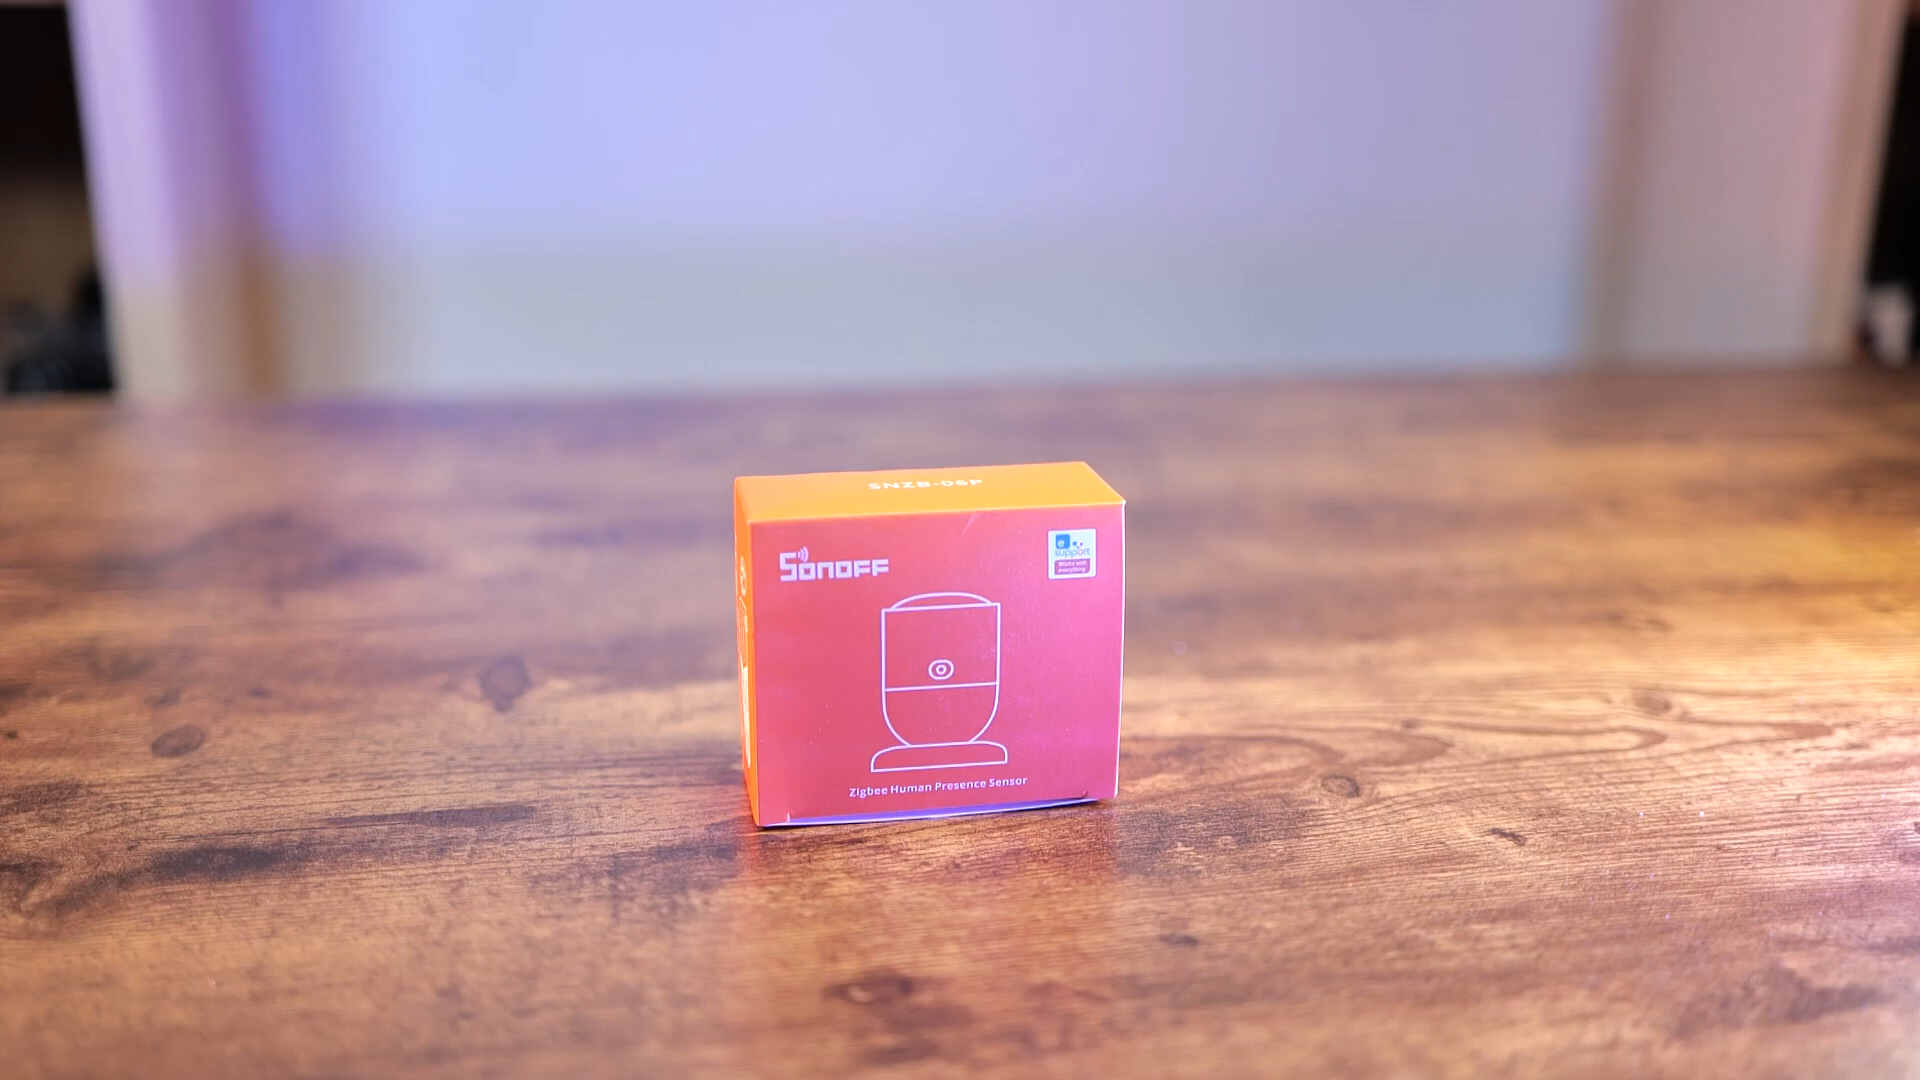 SNZB-06P
SONOFF
support
Works with
everything
Zigbee Human Presence Sensor